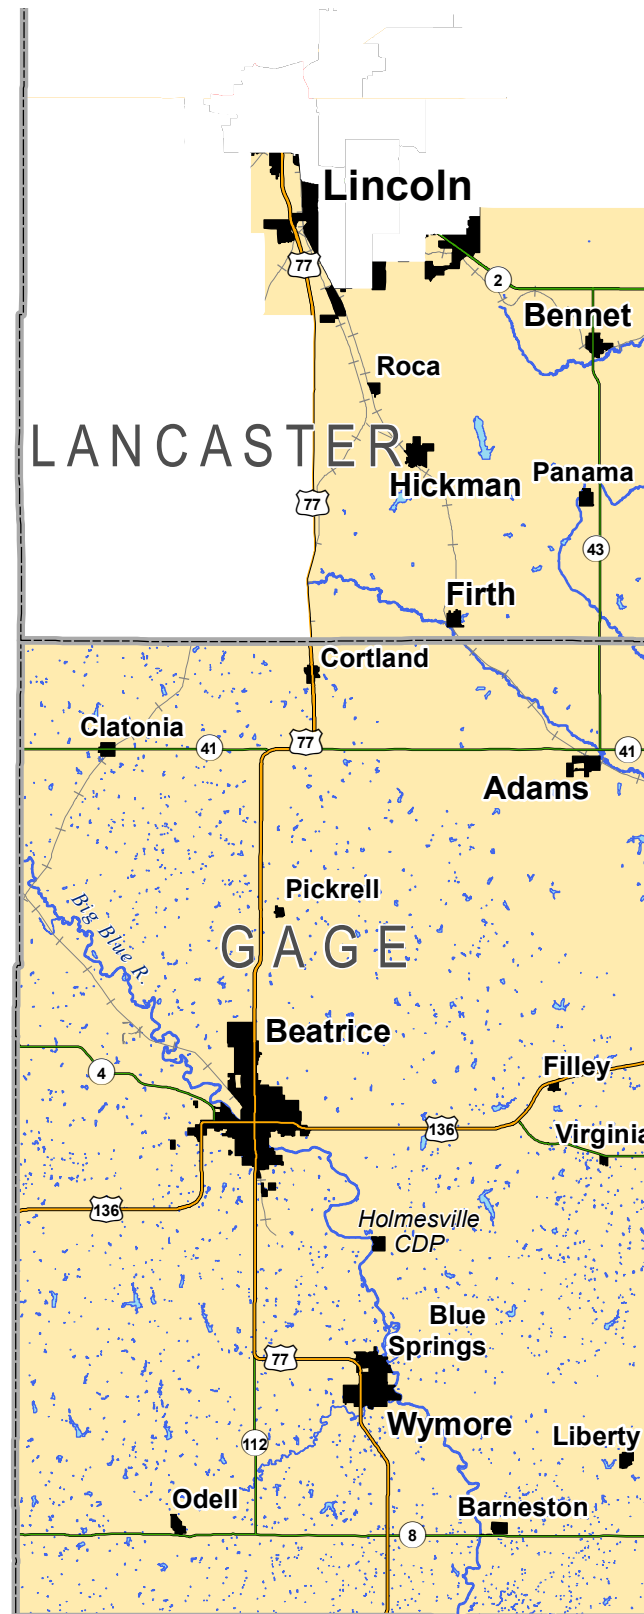 Lincoln
77
2
Bennet
Roca
LANCASTER
Hickman
Panama
77
43
Firth
Cortland
Clatonia
41
77
41
Adams
Pickrell
Big Blue R.
GAGE
Beatrice
Filley
4
136
Virginia
136
Holmesville
CDP
Blue
Springs
77
Wymore
112
Liberty
Odell
Barneston
8